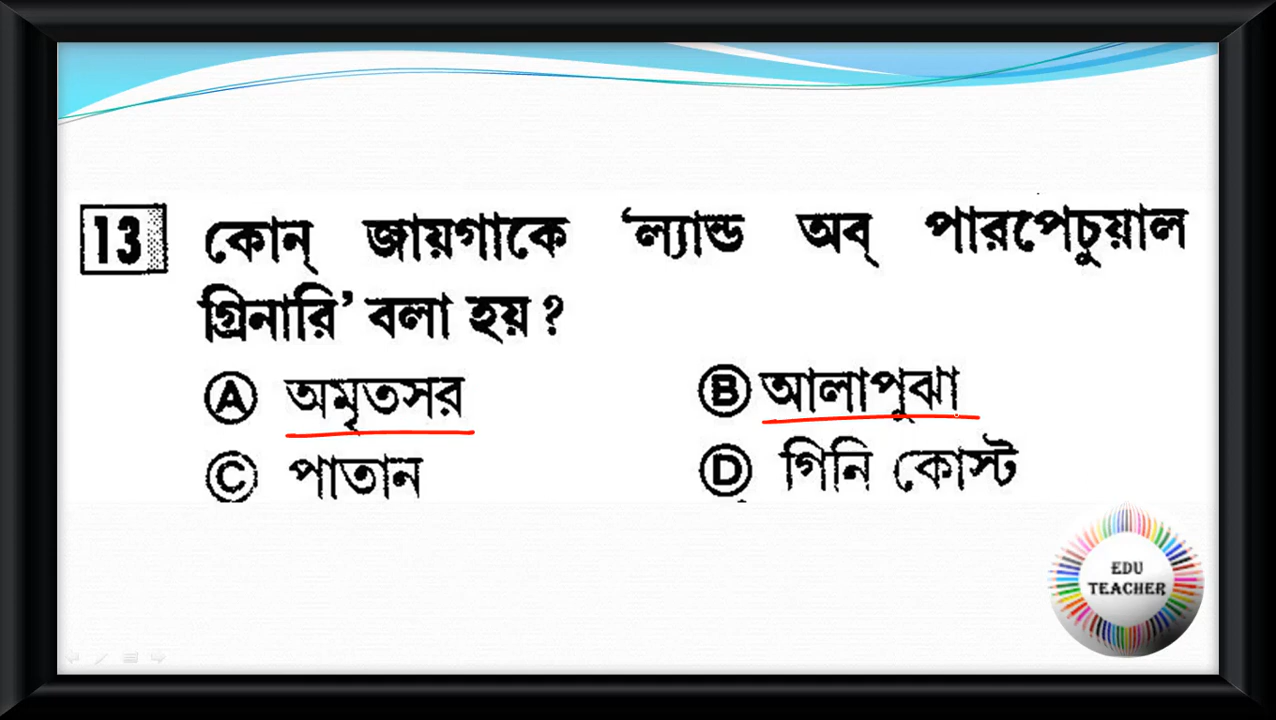 13 কোন্ জায়গাকে ‘ল্যান্ড অব্ পারপেচুয়াল
গ্রিনারি’ বলা হয় ?
A অমৃতসর B আলাপুঝা
C পাতান D গিনি কোস্ট
EDU
TEACHER